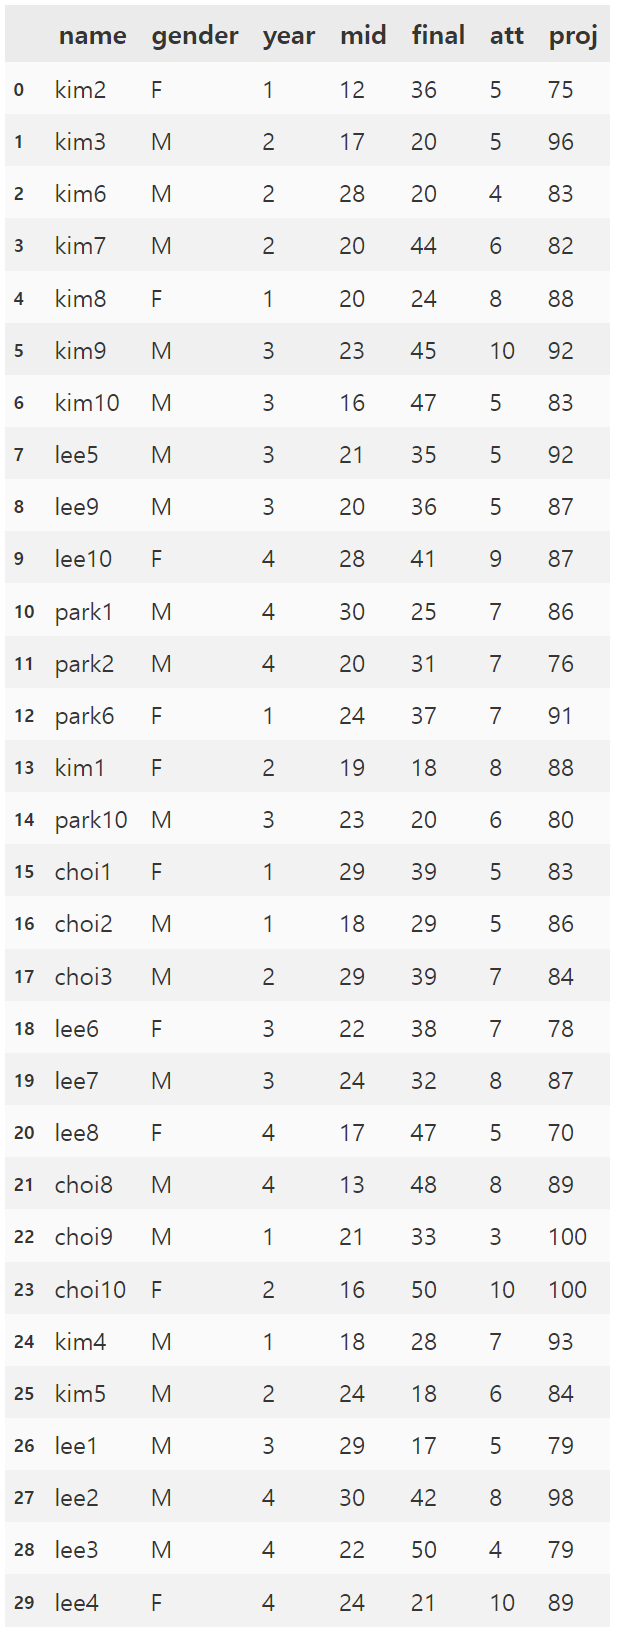 name gender year mid final att proj
0 kim2 F 1 12 36 5 75
1 kim3 M 2 17 20 5 96
2 kim6 M 2 28 20 4 83
3 kim7 M 2 20 44 6 82
4 kim8 F 1 20 24 8 88
5 kim9 M 3 23 45 10 92
6 kim10 M 3 16 47 5 83
7 lee5 M 3 21 35 5 92
8 lee9 M 3 20 36 5 87
9 lee10 F 4 28 41 9 87
10 park1 M 4 30 25 7 86
11 park2 M 4 20 31 7 76
12 park6 F 1 24 37 7 91
13 kim1 F 2 19 18 8 88
14 park10 M 3 23 20 6 80
15 choi1 F 1 29 39 5 83
16 choi2 M 1 18 29 5 86
17 choi3 M 2 29 39 7 84
18 lee6 F 3 22 38 7 78
19 lee7 M 3 24 32 8 87
20 lee8 F 4 17 47 5 70
21 choi8 M 4 13 48 8 89
22 choi9 M 1 21 33 3 100
23 choi10 F 2 16 50 10 100
24 kim4 M 1 18 28 7 93
25 kim5 M 2 24 18 6 84
26 lee1 M 3 29 17 5 79
27 lee2 M 4 30 42 8 98
28 lee3 M 4 22 50 4 79
29 lee4 F 4 24 21 10 89